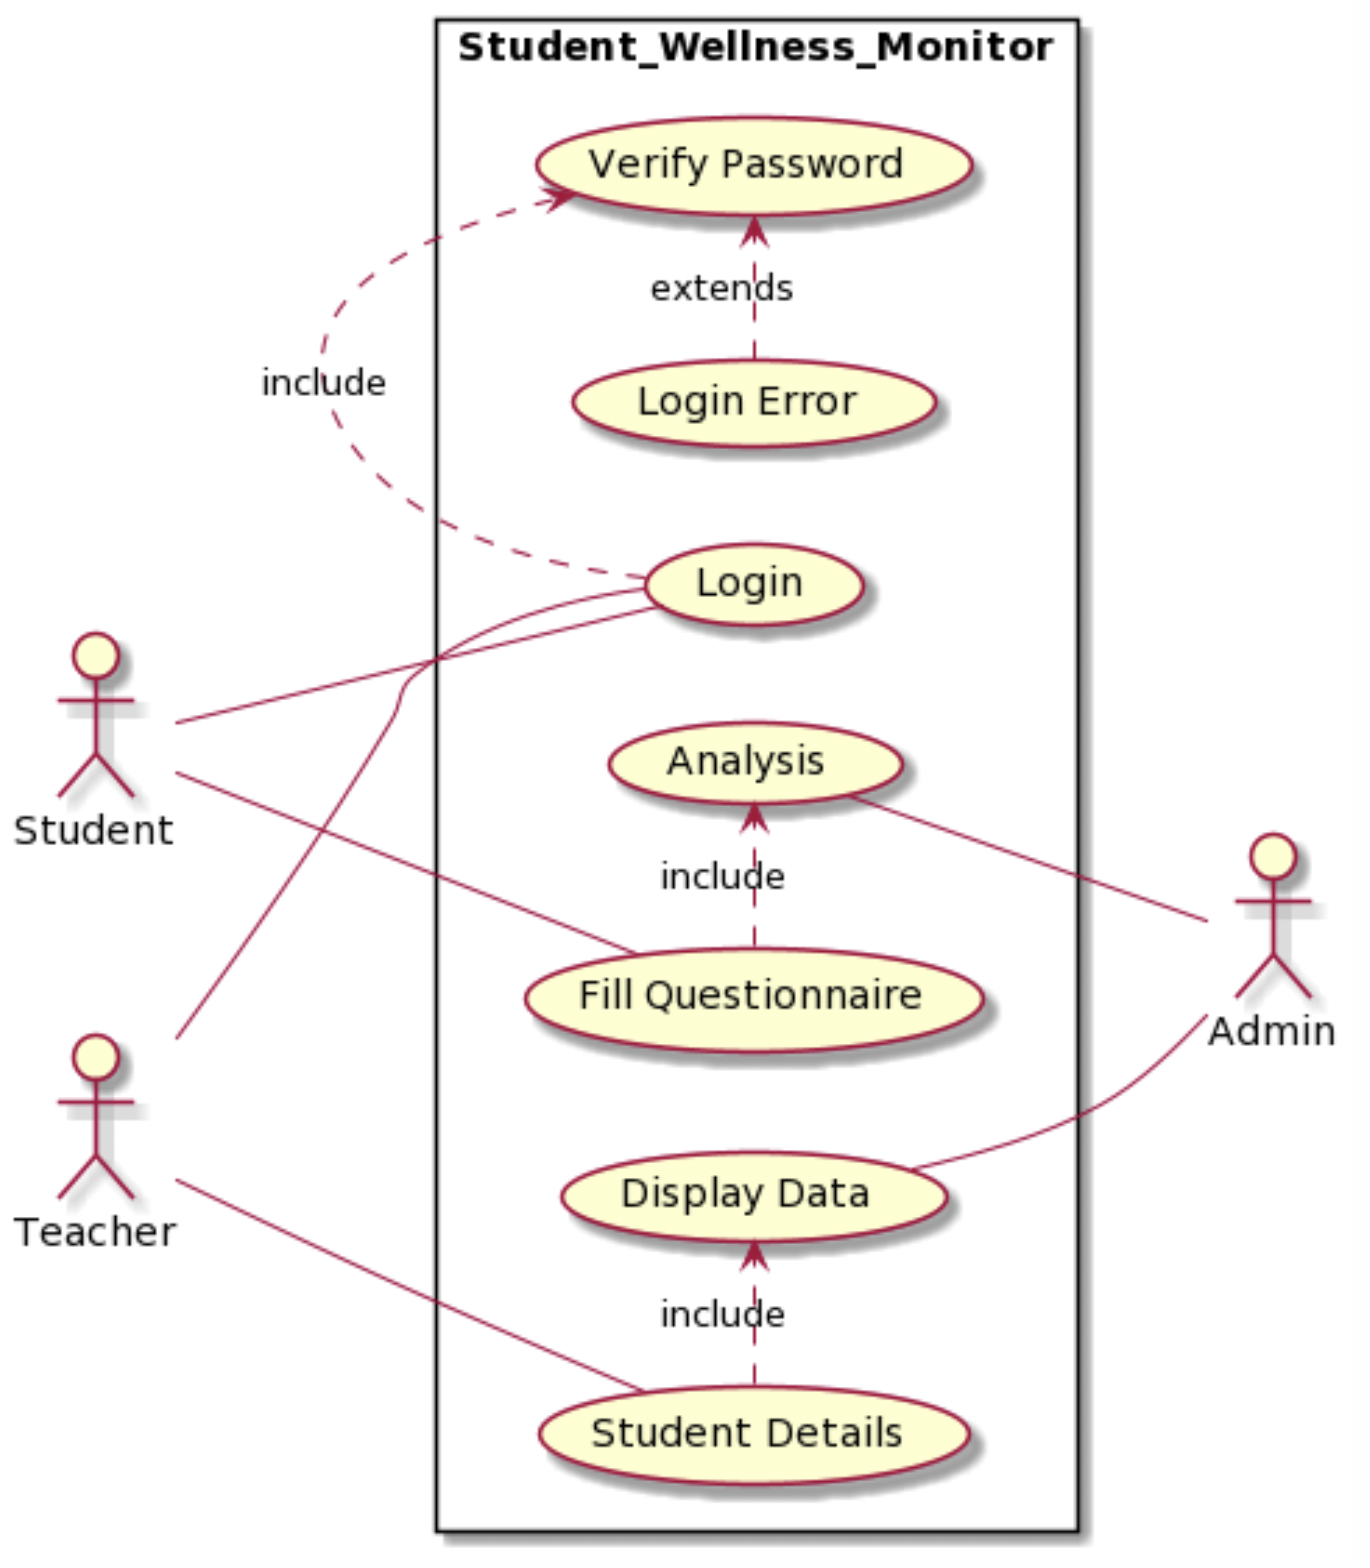 Student_Wellness_Monitor
Verify Password
extends
include
Login Error
Login
Student
Analysis
include
Fill Questionnaire
Admin
Teacher
Display Data
include
Student Details